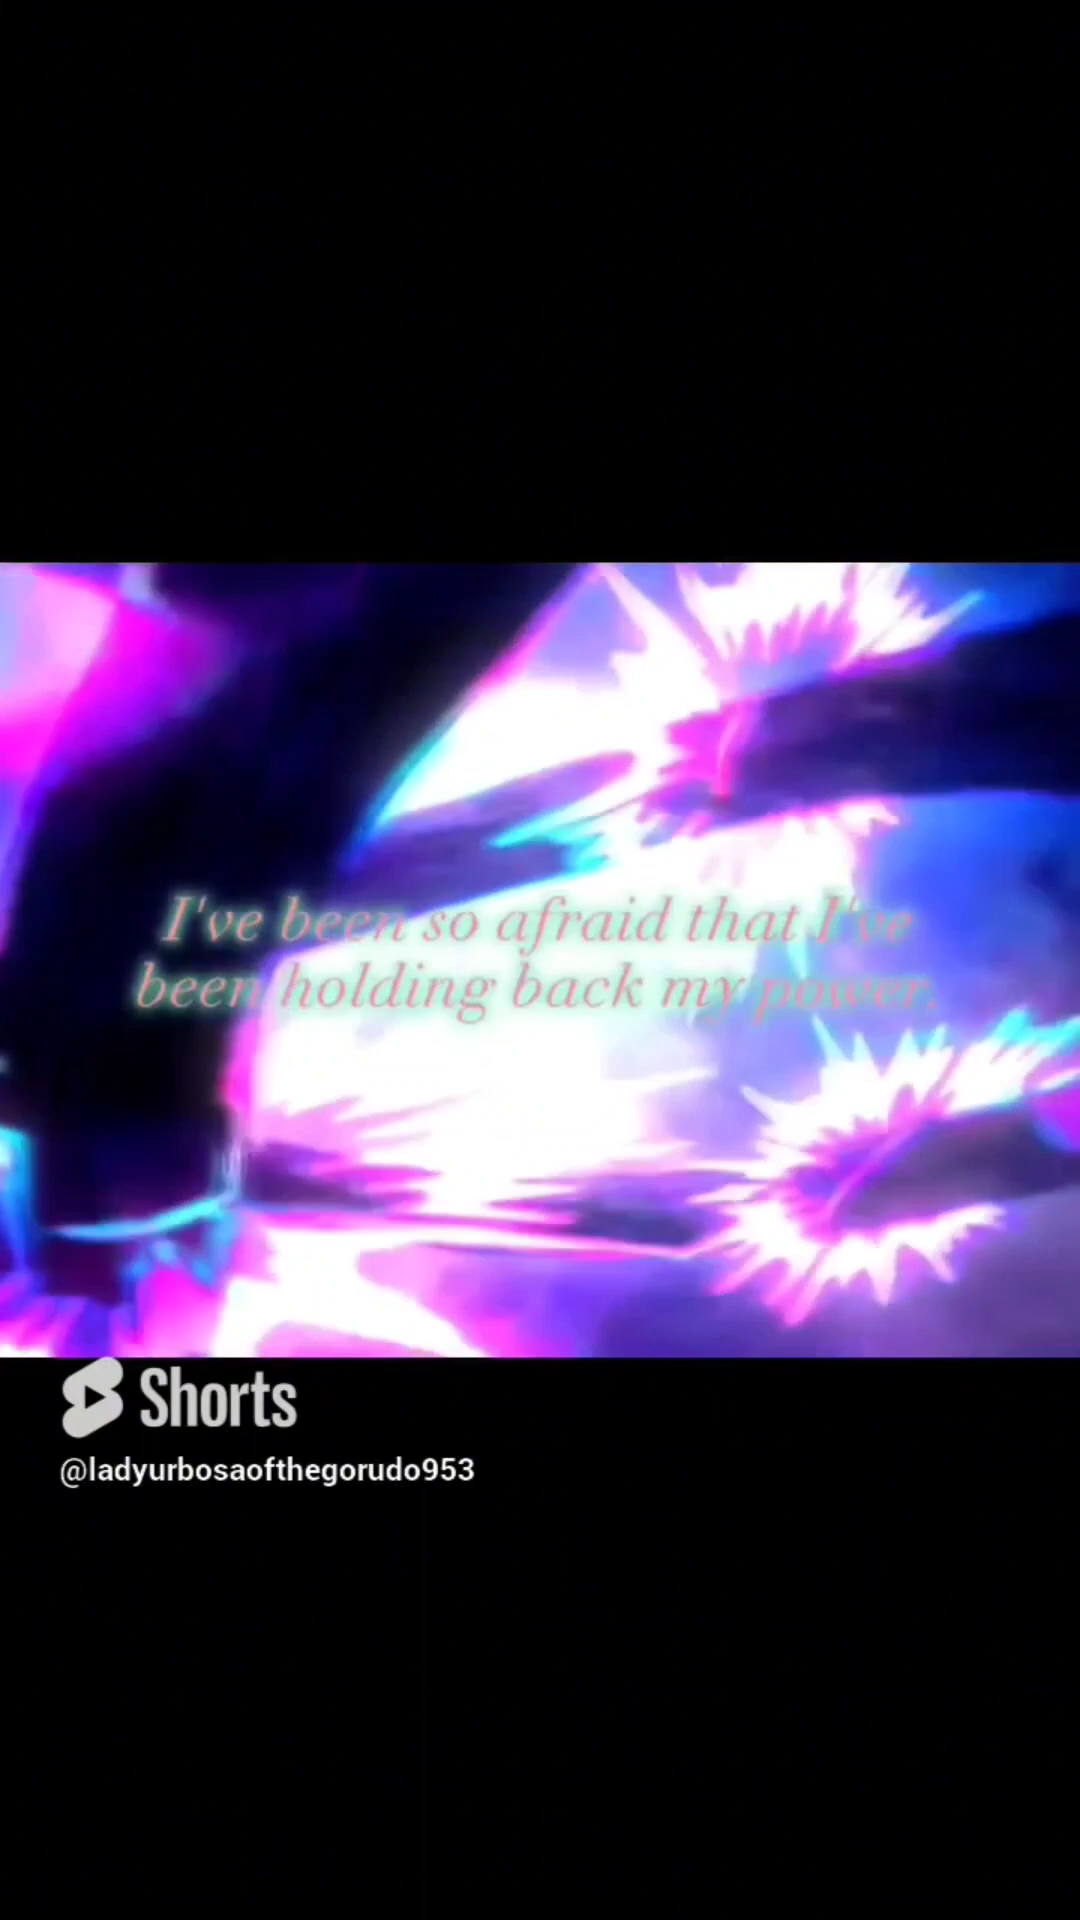 I've been so afraid that I've
been holding back my power.
Shorts
@ladyurbosaofthegorudo953